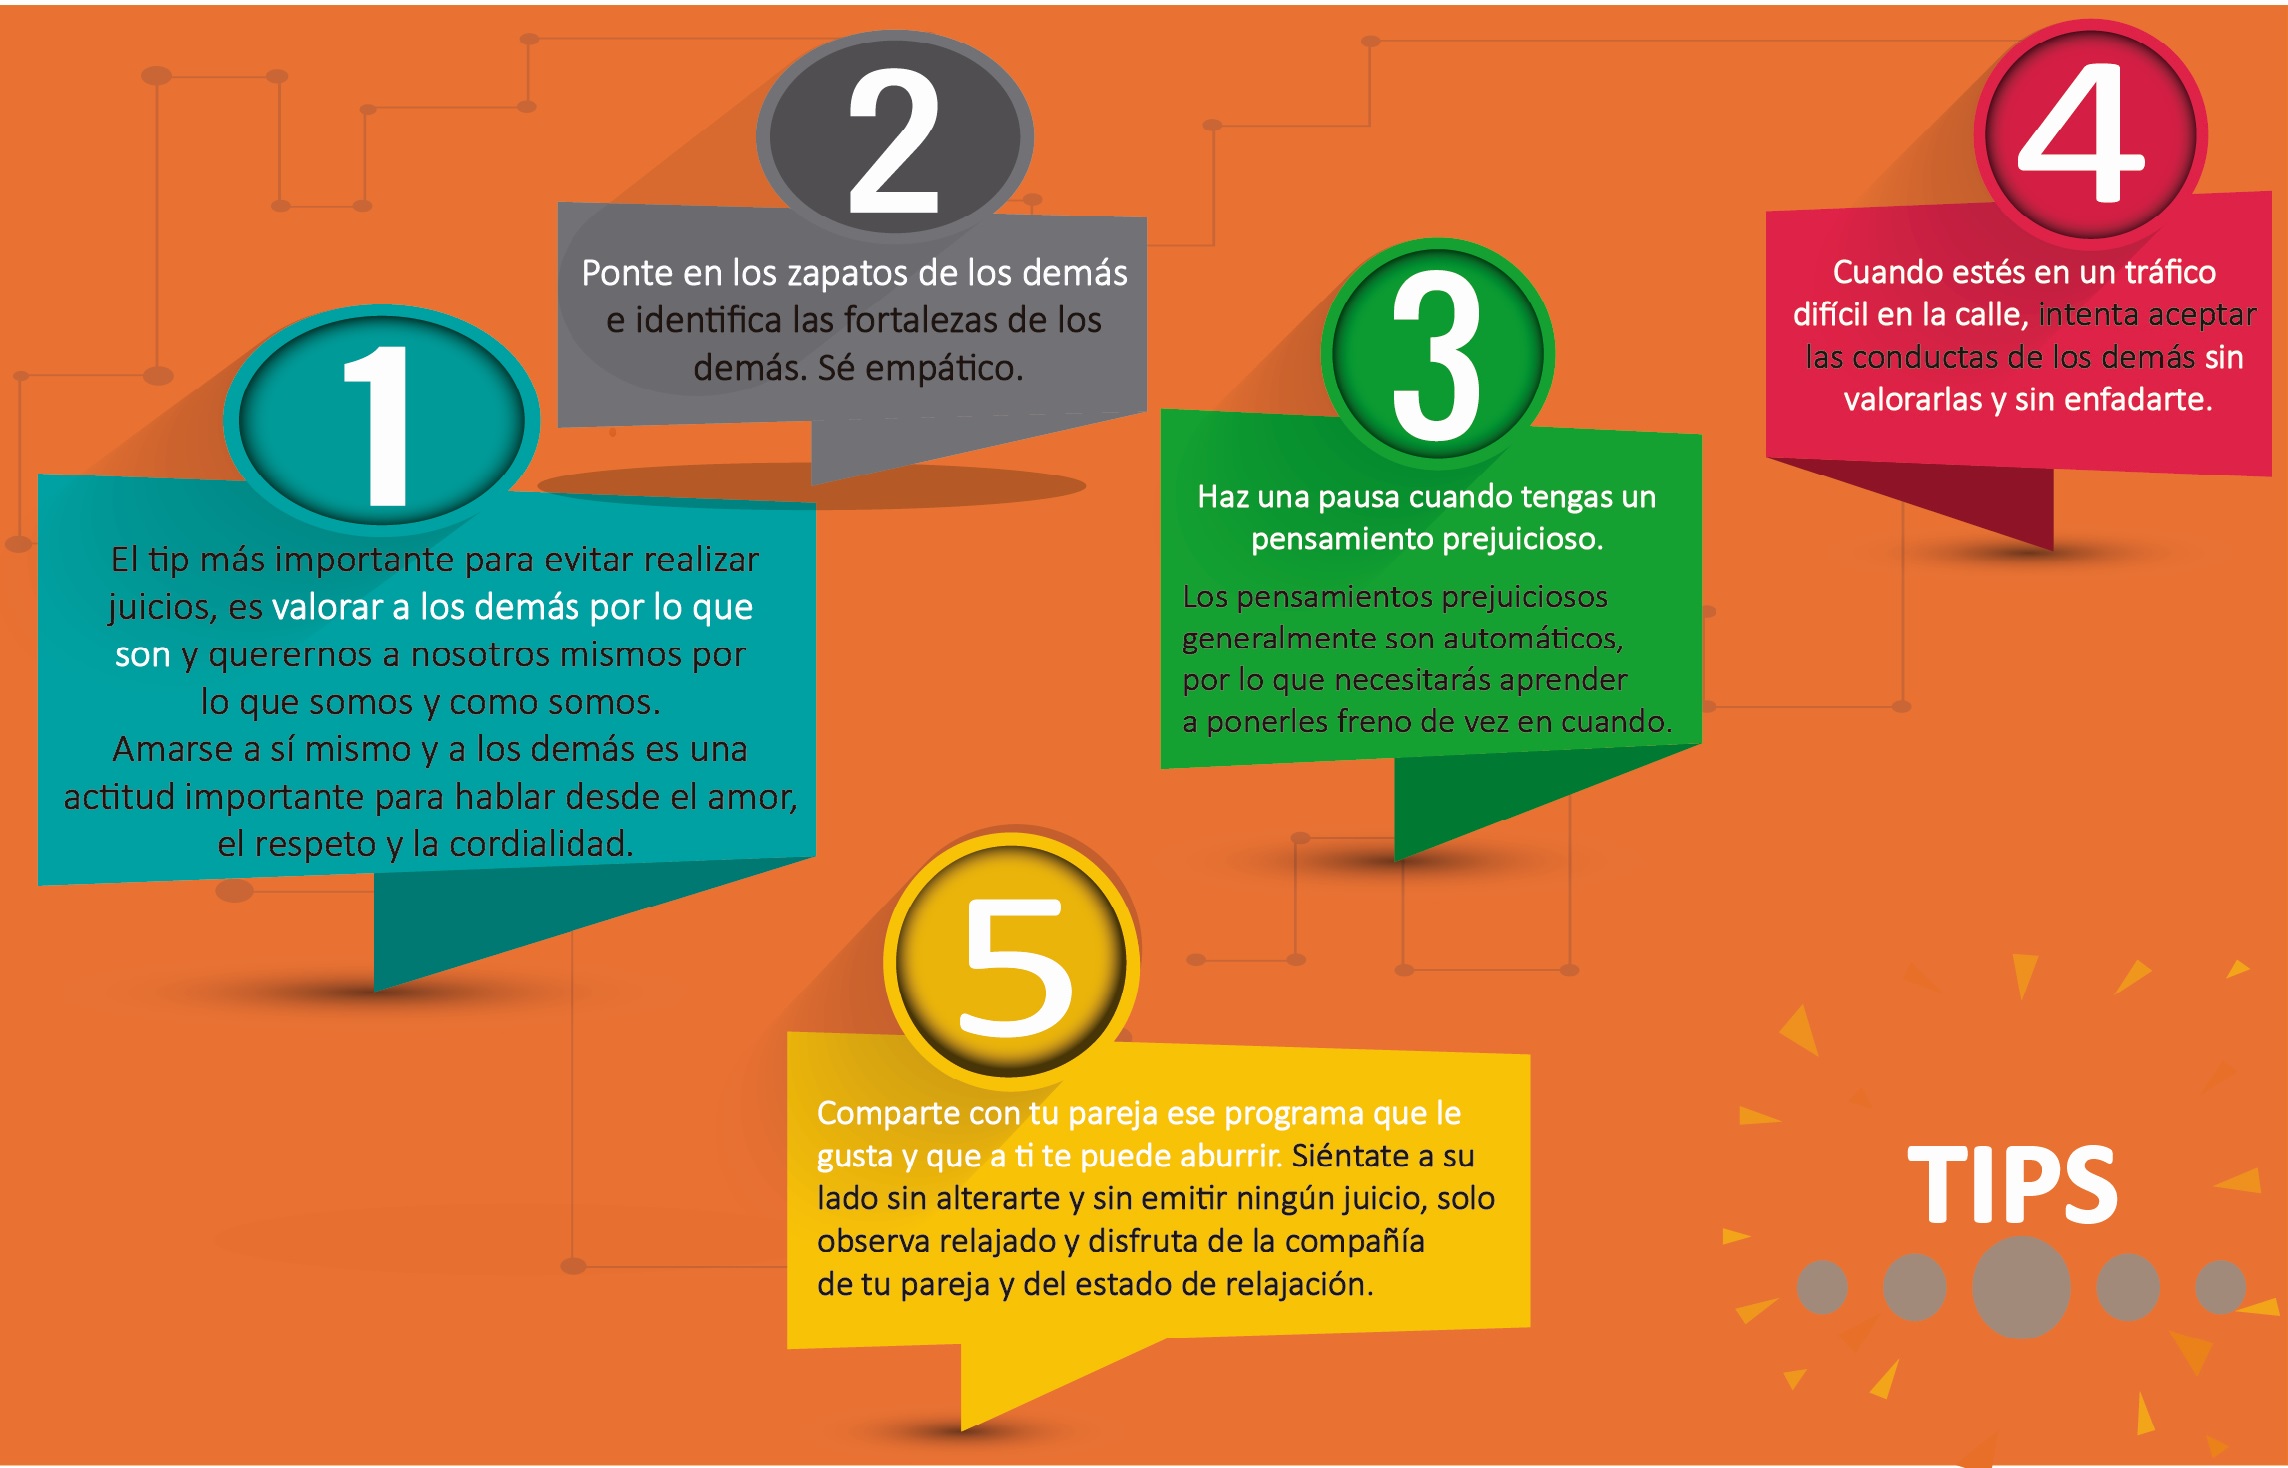 1
El tip más importante para evitar realizar
juicios, es valorar a los demás por lo que
son y querernos a nosotros mismos por
lo que somos y como somos.
Amarse a sí mismo y a los demás es una
actitud importante para hablar desde el amor,
el respeto y la cordialidad.
2
Ponte en los zapatos de los demás
e identifica las fortalezas de los
demás. Sé empático.
3
Haz una pausa cuando tengas un
pensamiento prejuicioso.
Los pensamientos prejuiciosos
generalmente son automáticos,
por lo que necesitarás aprender
a ponerles freno de vez en cuando.
4
Cuando estés en un tráfico
difícil en la calle, intenta aceptar
las conductas de los demás sin
valorarlas y sin enfadarte.
5
Comparte con tu pareja ese programa que le
gusta y que a ti te puede aburrir. Siéntate a su
lado sin alterarte y sin emitir ningún juicio, solo
observa relajado y disfruta de la compañía
de tu pareja y del estado de relajación.
TIPS